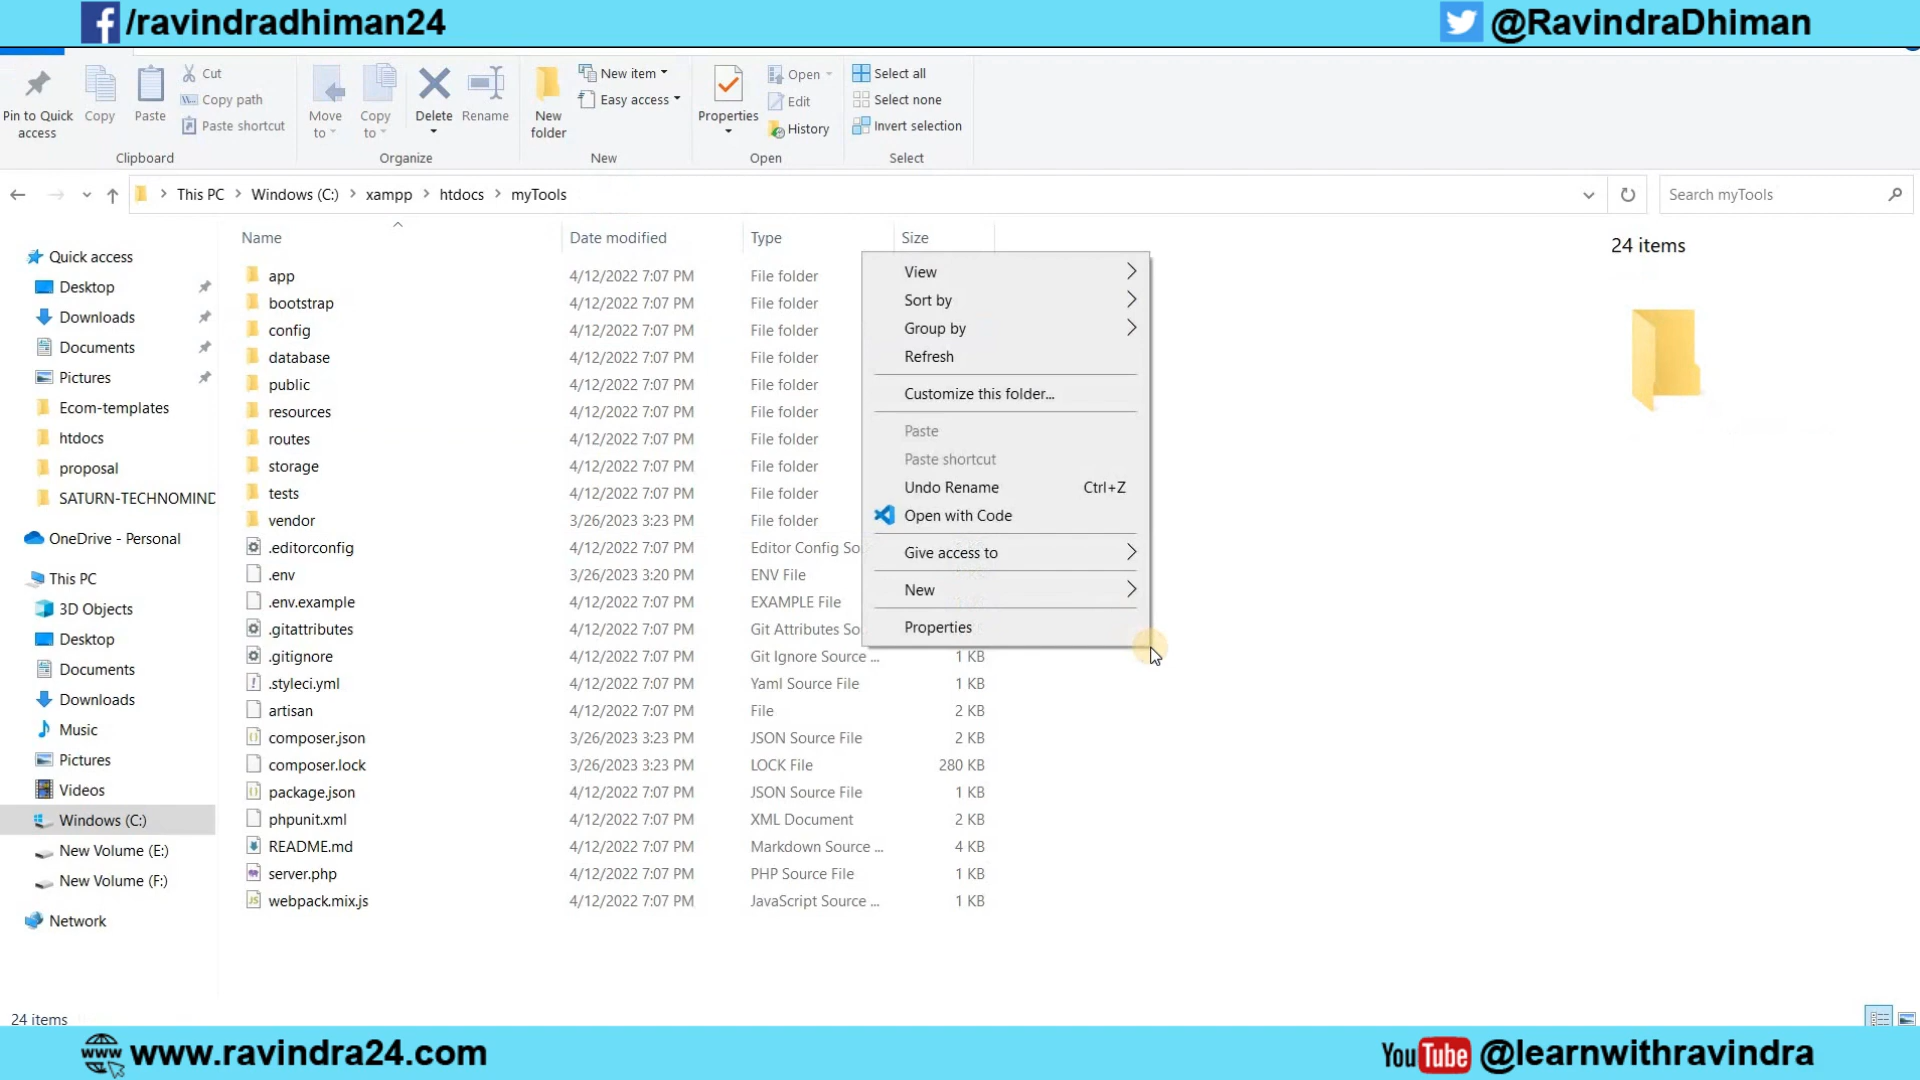 /ravindradhiman24
@RavindraDhiman
Pin to Quick access
Copy
Paste
Cut
Copy path
Paste shortcut
Clipboard
Move to
Copy to
Delete
Rename
Organize
New folder
New item
Easy access
New
Properties
Open
Edit
History
Open
Select all
Select none
Invert selection
Select
This PC > Windows (C:) > xampp > htdocs > myTools
Search myTools
Name Date modified Type Size
24 items
Quick access
Desktop
Downloads
Documents
Pictures
Ecom-templates
htdocs
proposal
SATURN-TECHNOMIND
OneDrive - Personal
This PC
3D Objects
Desktop
Documents
Downloads
Music
Pictures
Videos
Windows (C:)
New Volume (E:)
New Volume (F:)
Network
app 4/12/2022 7:07 PM File folder
bootstrap 4/12/2022 7:07 PM File folder
config 4/12/2022 7:07 PM File folder
database 4/12/2022 7:07 PM File folder
public 4/12/2022 7:07 PM File folder
resources 4/12/2022 7:07 PM File folder
routes 4/12/2022 7:07 PM File folder
storage 4/12/2022 7:07 PM File folder
tests 4/12/2022 7:07 PM File folder
vendor 3/26/2023 3:23 PM File folder
.editorconfig 4/12/2022 7:07 PM Editor Config So
.env 3/26/2023 3:20 PM ENV File
.env.example 4/12/2022 7:07 PM EXAMPLE File
.gitattributes 4/12/2022 7:07 PM Git Attributes So
.gitignore 4/12/2022 7:07 PM Git Ignore Source ... 1 KB
.styleci.yml 4/12/2022 7:07 PM Yaml Source File 1 KB
artisan 4/12/2022 7:07 PM File 2 KB
composer.json 3/26/2023 3:23 PM JSON Source File 2 KB
composer.lock 3/26/2023 3:23 PM LOCK File 280 KB
package.json 4/12/2022 7:07 PM JSON Source File 1 KB
phpunit.xml 4/12/2022 7:07 PM XML Document 2 KB
README.md 4/12/2022 7:07 PM Markdown Source ... 4 KB
server.php 4/12/2022 7:07 PM PHP Source File 1 KB
webpack.mix.js 4/12/2022 7:07 PM JavaScript Source ... 1 KB
View
Sort by
Group by
Refresh
Customize this folder...
Paste
Paste shortcut
Undo Rename Ctrl+Z
Open with Code
Give access to
New
Properties
24 items
www.ravindra24.com
YouTube @learnwithravindra